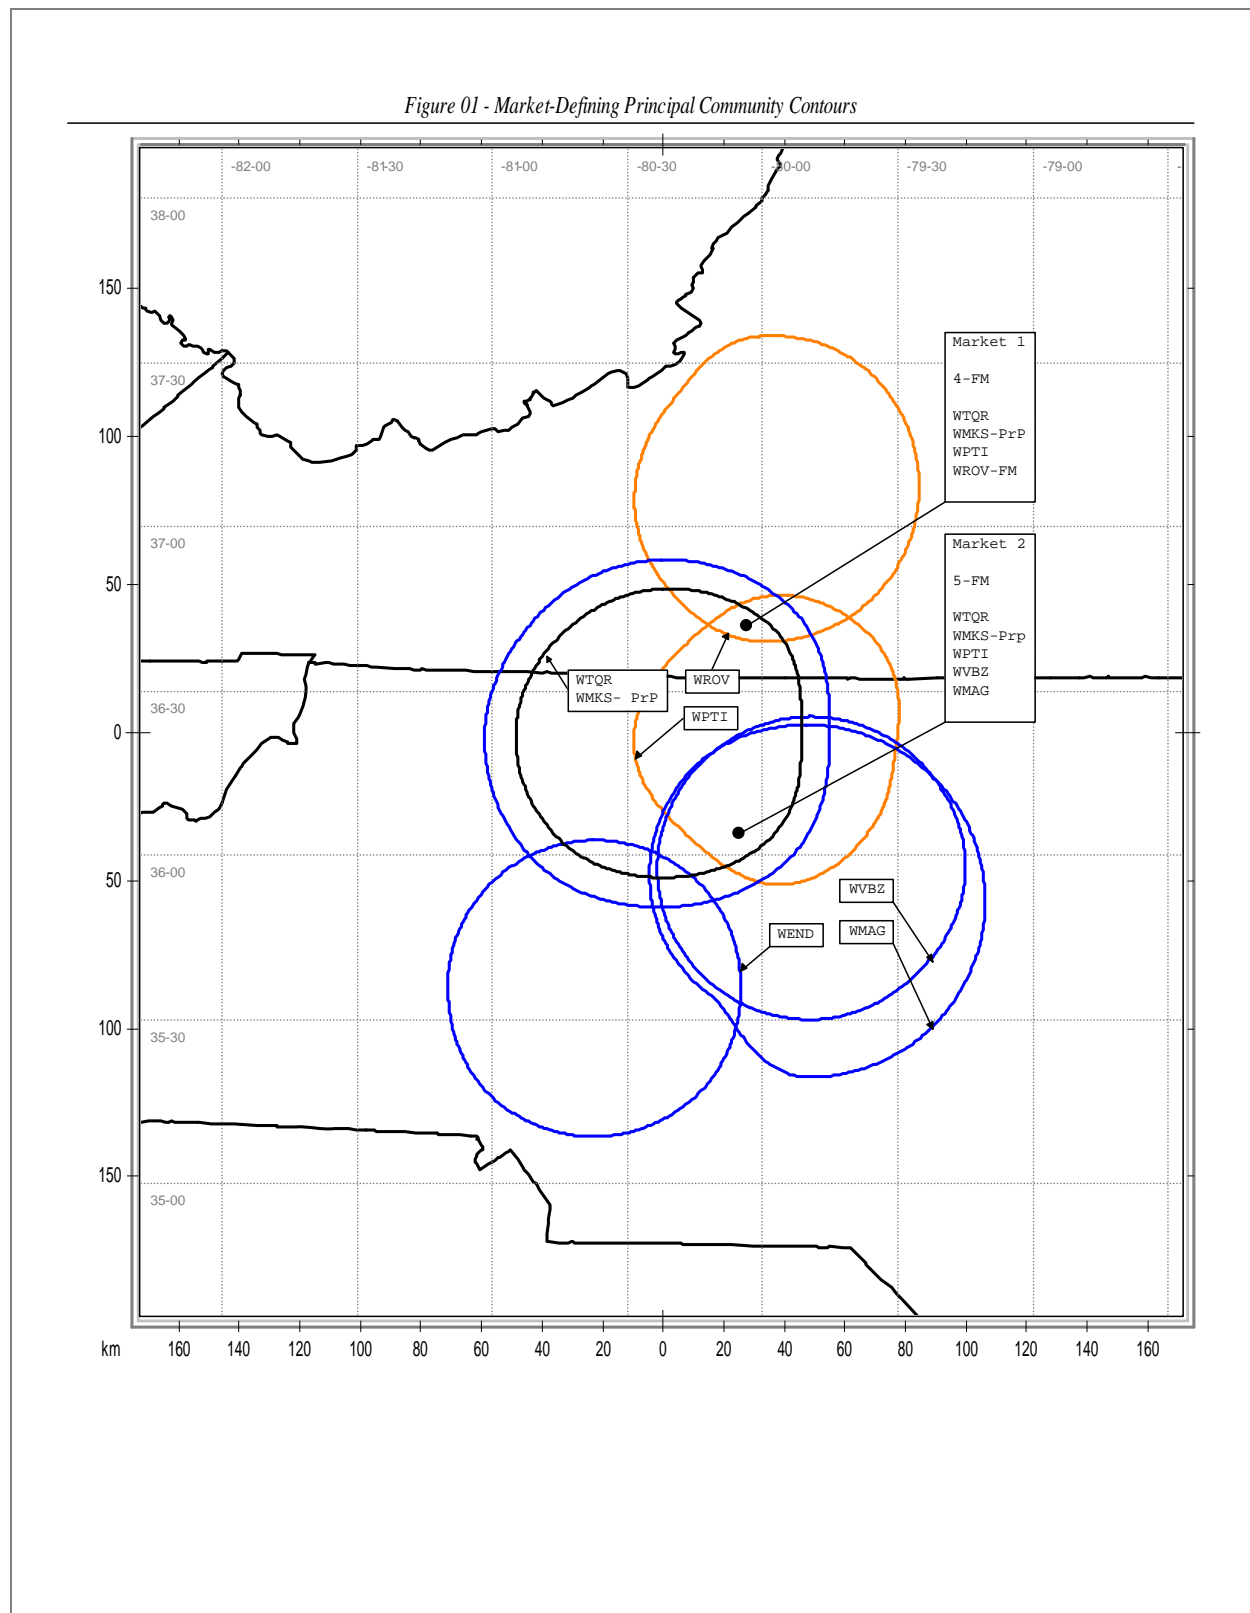 Figure 01 - Market-Defining Principal Community Contours
-82-00 -81-30 -81-00 -80-30 -80-00 -79-30 -79-00 -
38-00
150
Market 1
37-30
4-FM
WTQR
100
WMKS-PrP
WPTI
WROV-FM
37-00
Market 2
50
5-FM
WTQR
WMKS-Prp
WPTI
WVBZ
WMAG
WTQR
WMKS- PrP
WROV
36-30
WPTI
0
36-00
50
WVBZ
WEND
WMAG
100
35-30
150
35-00
km 160 140 120 100 80 60 40 20 0 20 40 60 80 100 120 140 160